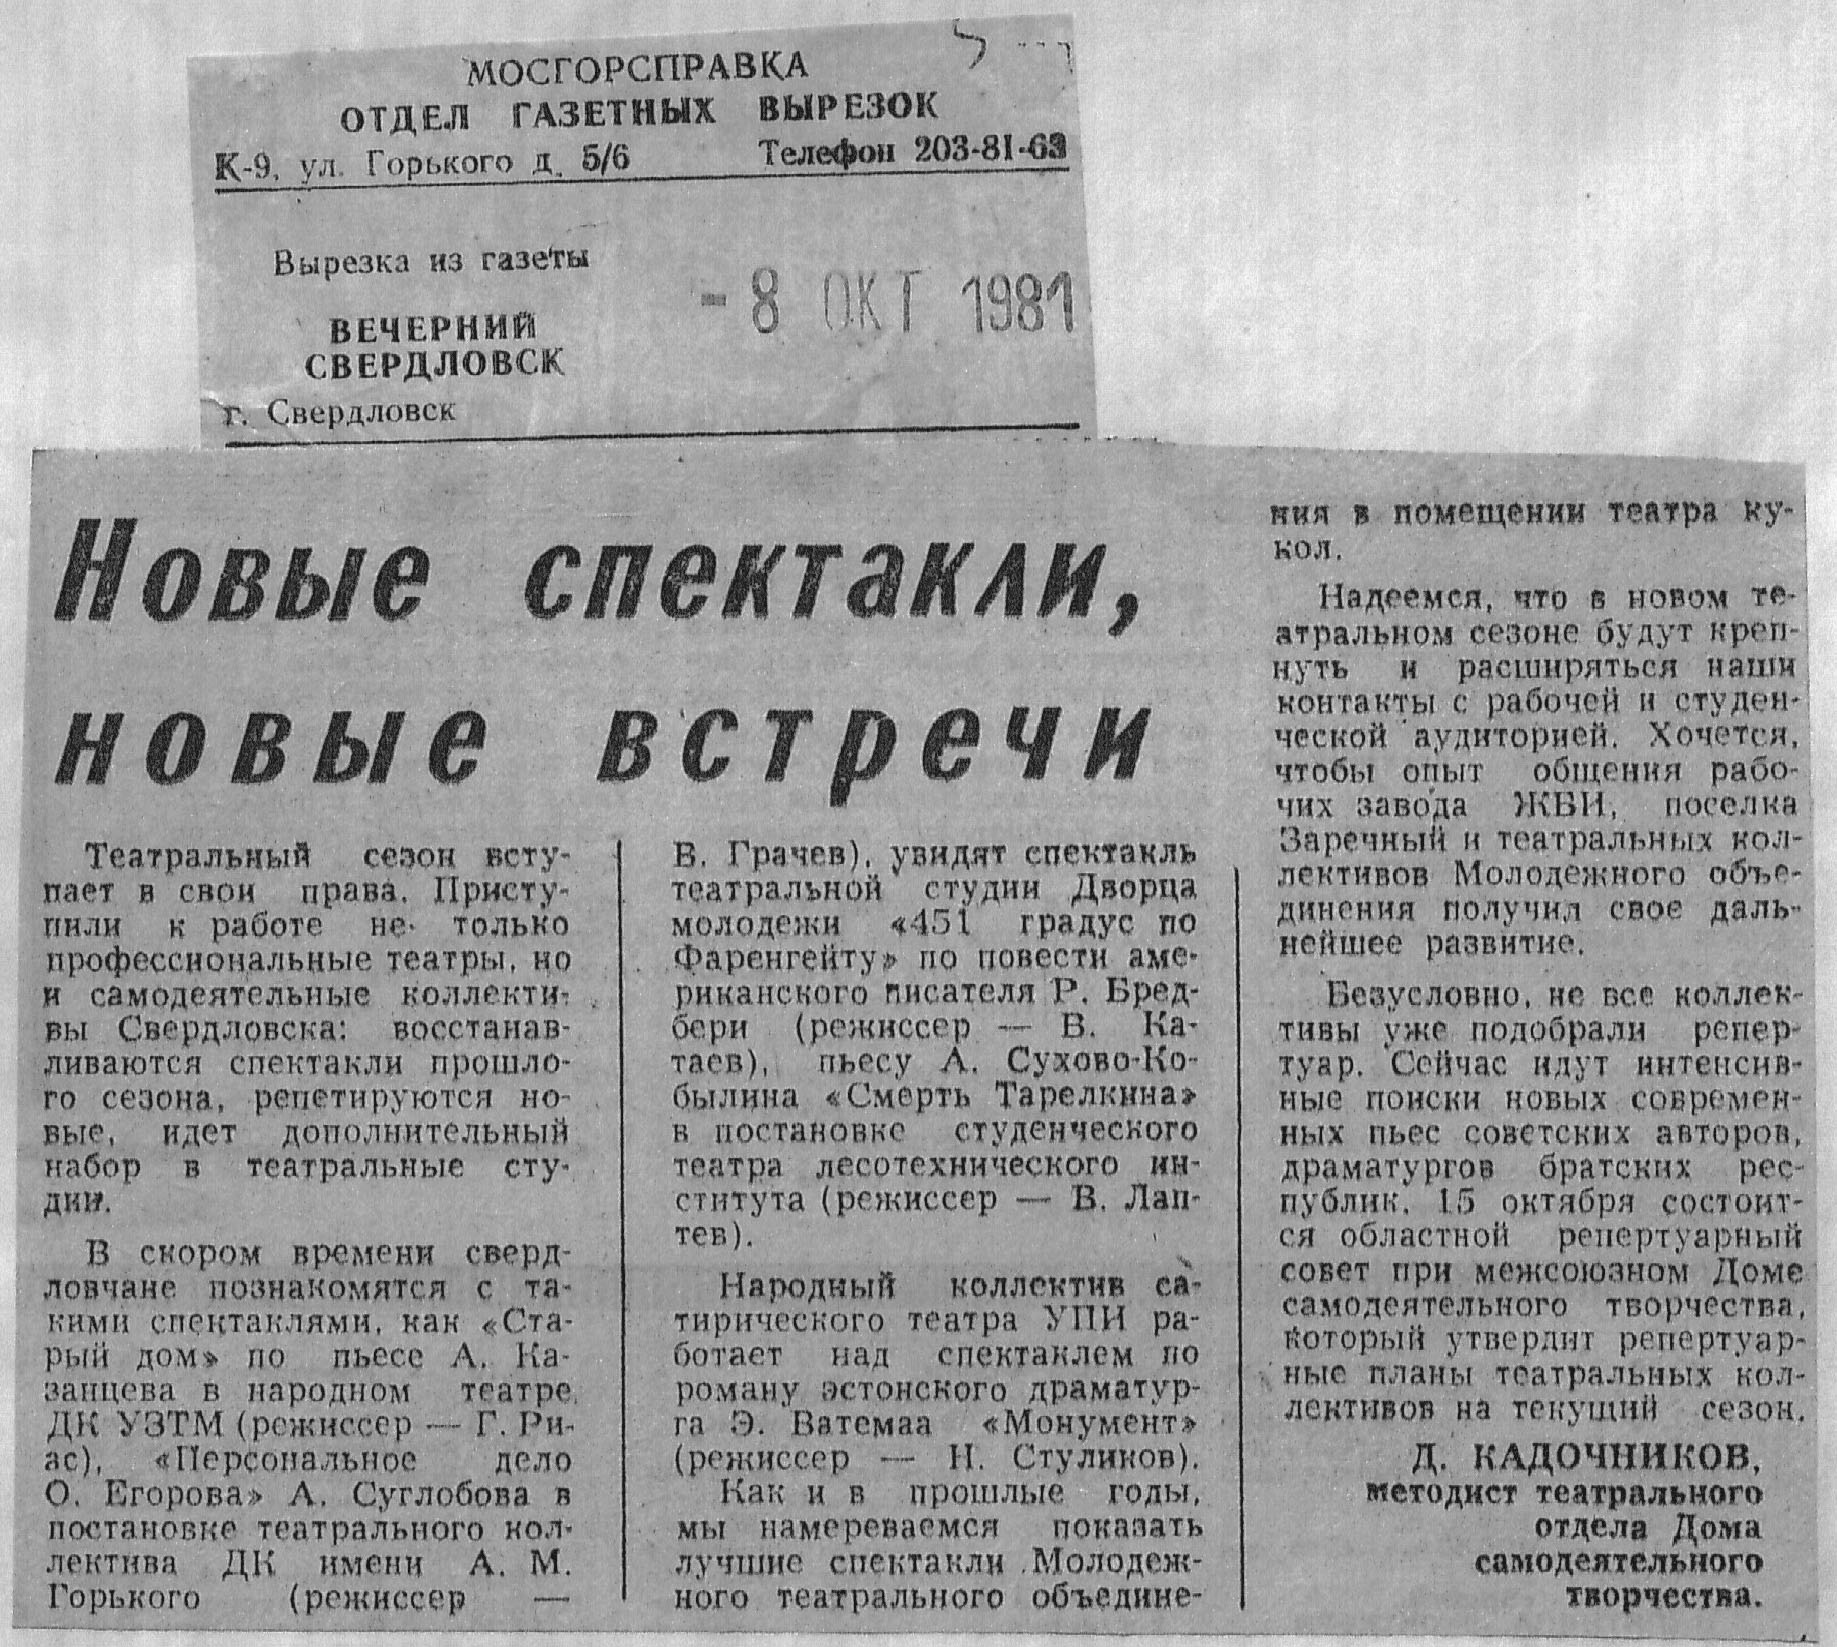 МОСГОРСПРАВКА
ОТДЕЛ ГАЗЕТНЫХ ВЫРЕЗОК
К-9, ул. Горького д. 5/6 Телефон 203-81-63
Вырезка из газеты
ВЕЧЕРНИЙ
СВЕРДЛОВСК
г. Свердловск
- 8 ОКТ 1981
Новые спектакли,
новые встречи
Театральный сезон всту-
пает в свои права. Присту-
пили к работе не только
профессиональные театры, но
и самодеятельные коллекти-
вы Свердловска: восстанав-
ливаются спектакли прошло-
го сезона, репетируются но-
вые, идет дополнительный
набор в театральные сту-
дии.
В скором времени сверд-
ловчане познакомятся с та-
кими спектаклями, как «Ста-
рый дом» по пьесе А. Ка-
занцева в народном театре
ДК УЗТМ (режиссер — Г. Ри-
ас), «Персональное дело
О. Егорова» А. Суглобова в
постановке театрального кол-
лектива ДК имени А. М.
Горького (режиссер —
В. Грачев), увидят спектакль
театральной студии Дворца
молодежи «451 градус по
Фаренгейту» по повести аме-
риканского писателя Р. Бред-
бери (режиссер — В. Ка-
таев), пьесу А. Сухово-Ко-
былина «Смерть Тарелкина»
в постановке студенческого
театра лесотехнического ин-
ститута (режиссер — В. Лап-
тев).
Народный коллектив са-
тирического театра УПИ ра-
ботает над спектаклем по
роману эстонского драматур-
га Э. Ватемаа «Монумент»
(режиссер — Н. Стуликов).
Как и в прошлые годы,
мы намереваемся показать
лучшие спектакли Молодеж-
ного театрального объедине-
ния в помещении театра ку-
кол.
Надеемся, что в новом те-
атральном сезоне будут креп-
нуть и расширяться наши
контакты с рабочей и студен-
ческой аудиторией. Хочется,
чтобы опыт общения рабо-
чих завода ЖБИ, поселка
Заречный и театральных кол-
лективов Молодежного объе-
динения получил свое даль-
нейшее развитие.
Безусловно, не все коллек-
тивы уже подобрали репер-
туар. Сейчас идут интенсив-
ные поиски новых современ-
ных пьес советских авторов,
драматургов братских рес-
публик. 15 октября состоит-
ся областной репертуарный
совет при межсоюзном Доме
самодеятельного творчества,
который утвердит репертуар-
ные планы театральных кол-
лективов на текущий сезон.
Д. КАДОЧНИКОВ,
методист театрального
отдела Дома
самодеятельного
творчества.